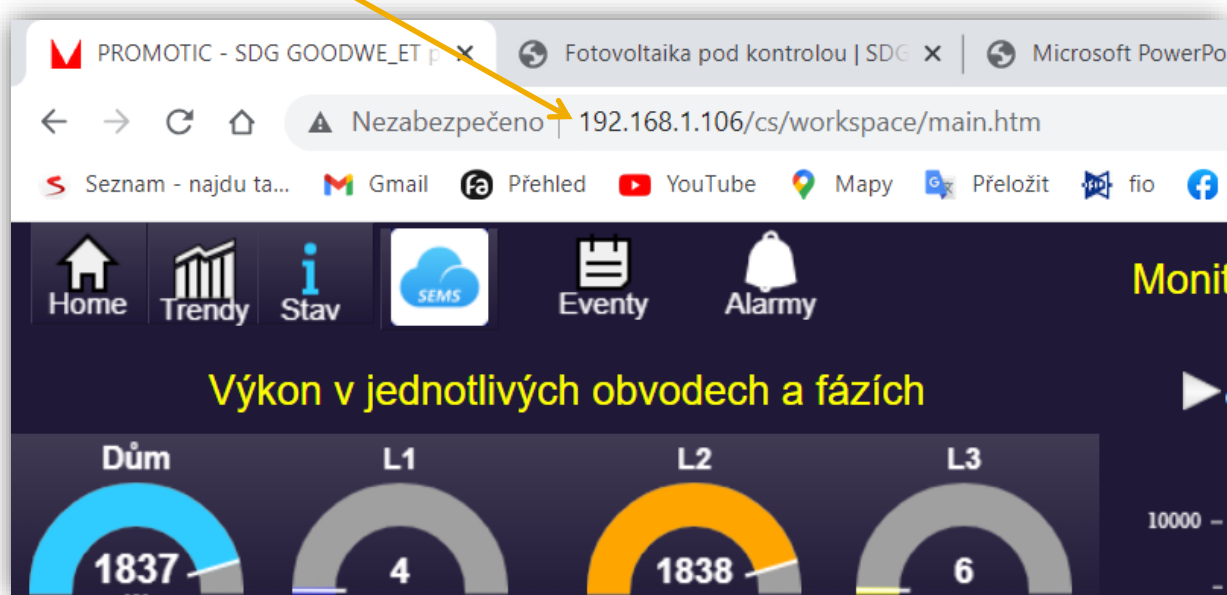 PROMOTIC - SDG GOODWE_ET
Fotovoltaika pod kontrolou | SDG
Microsoft PowerPo
Nezabezpečeno | 192.168.1.106/cs/workspace/main.htm
Seznam - najdu ta... Gmail Přehled YouTube Mapy Přeložit fio
Home Trendy Stav SEMS Eventy Alarmy
Monit
Výkon v jednotlivých obvodech a fázích
Dům L1 L2 L3
10000
1837 4 1838 6